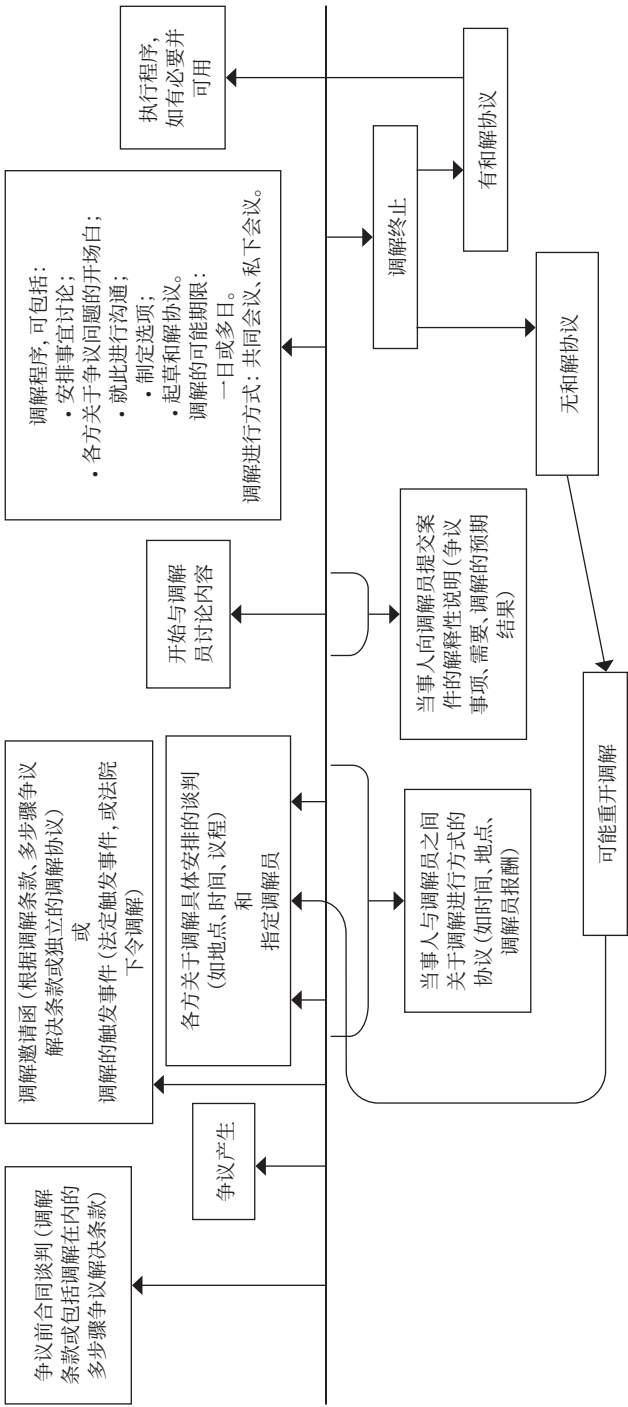 争议前合同谈判（调解
条款或包括调解在内的
多步骤争议解决条款）
争议产生
调解邀请函（根据调解条款、多步骤争议
解决条款或独立的调解协议）
或
调解的触发事件（法定触发事件，或法院
下令调解）
各方关于调解具体安排的谈判
（如地点、时间、议程）
和
指定调解员
当事人与调解员之间
关于调解进行方式的
协议（如时间、地点、
调解员报酬）
开始与调解
员讨论内容
当事人向调解员提交案
件的解释性说明（争议
事项、需要、调解的预期
结果）
调解程序，可包括：
• 安排事宜讨论；
• 各方关于争议问题的开场白；
• 就此进行沟通；
• 制定选项；
• 起草和解协议。
调解的可能期限：
一日或多日。
调解进行方式：共同会议、私下会议。
调解终止
有和解协议
无和解协议
可能重开调解
执行程序，
如有必要并
可用